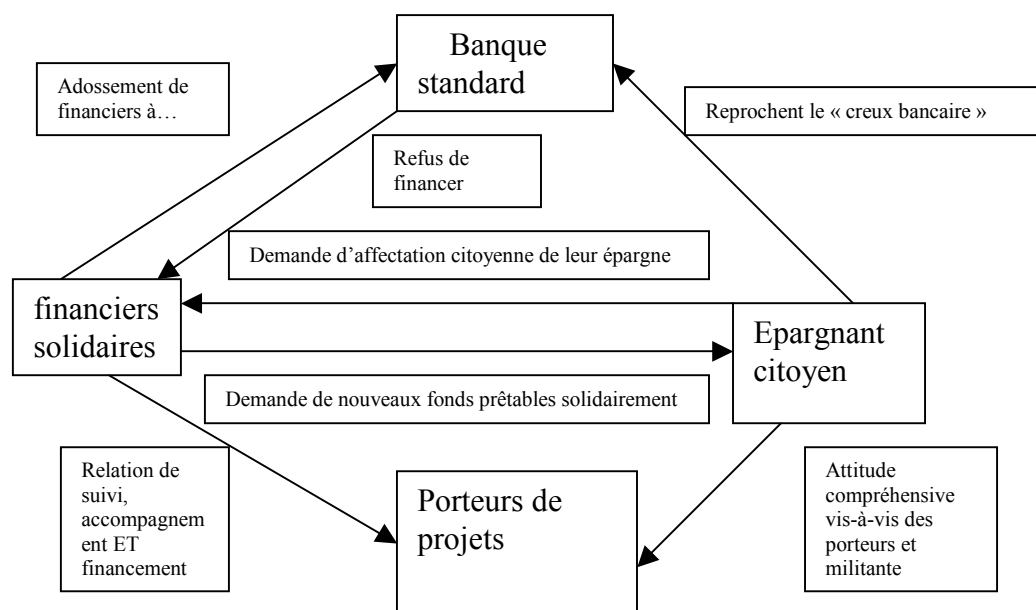 Banque
standard
Adossement de
financiers à…
Reprochent le « creux bancaire »
Refus de
financer
Demande d’affectation citoyenne de leur épargne
financiers
solidaires
Epargnant
citoyen
Demande de nouveaux fonds prêtables solidairement
Relation de
suivi,
accompagnem
ent ET
financement
Porteurs de
projets
Attitude
compréhensive
vis-à-vis des
porteurs et
militante